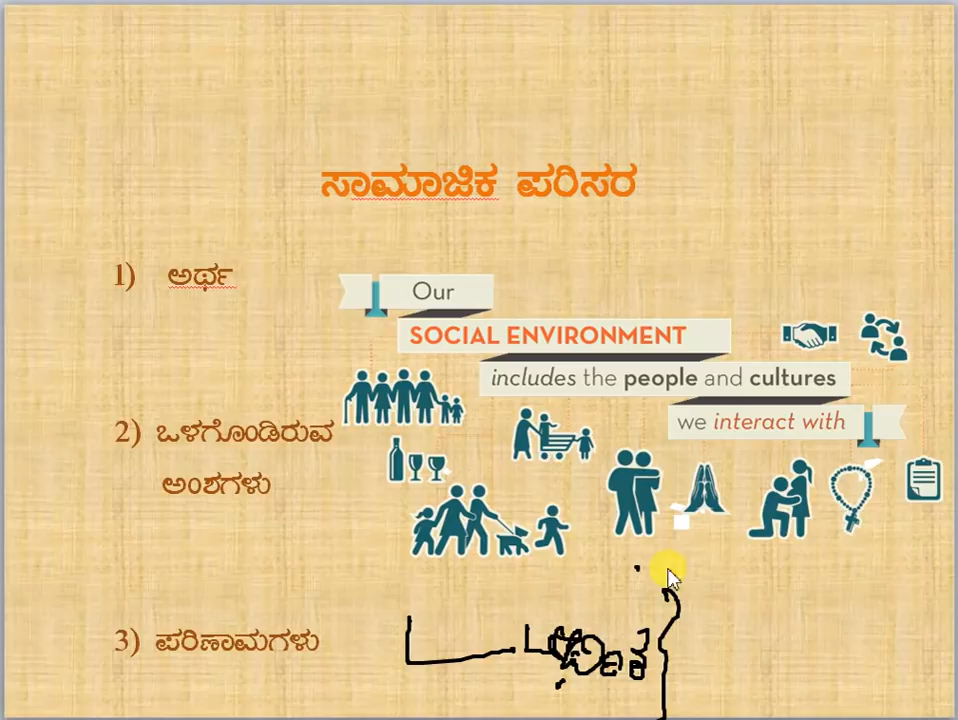 ಸಾಮಾಜಿಕ ಪರಿಸರ
1) ಅರ್ಥ
Our
SOCIAL ENVIRONMENT
includes the people and cultures
we interact with
2) ಒಳಗೊಂಡಿರುವ
ಅಂಶಗಳು
3) ಪರಿಣಾಮಗಳು